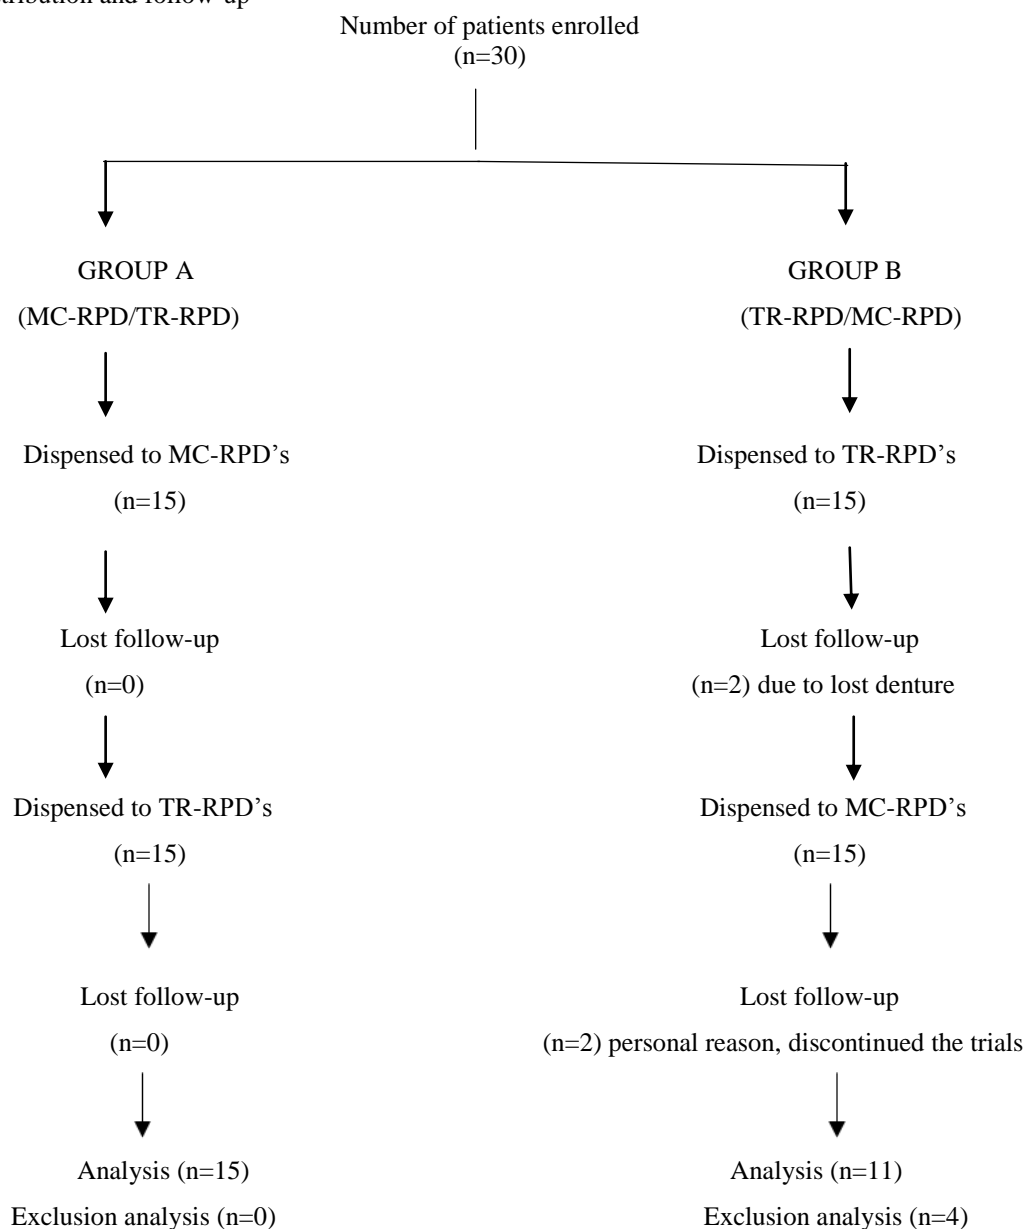 and follow-up
Number of patients enrolled
(n=30)
GROUP A
(MC-RPD/TR-RPD)
Dispensed to MC-RPD’s
(n=15)
Lost follow-up
(n=0)
Dispensed to TR-RPD’s
(n=15)
Lost follow-up
(n=0)
Analysis (n=15)
Exclusion analysis (n=0)
GROUP B
(TR-RPD/MC-RPD)
Dispensed to TR-RPD’s
(n=15)
Lost follow-up
(n=2) due to lost denture
Dispensed to MC-RPD’s
(n=15)
Lost follow-up
(n=2) personal reason, discontinued the trials
Analysis (n=11)
Exclusion analysis (n=4)